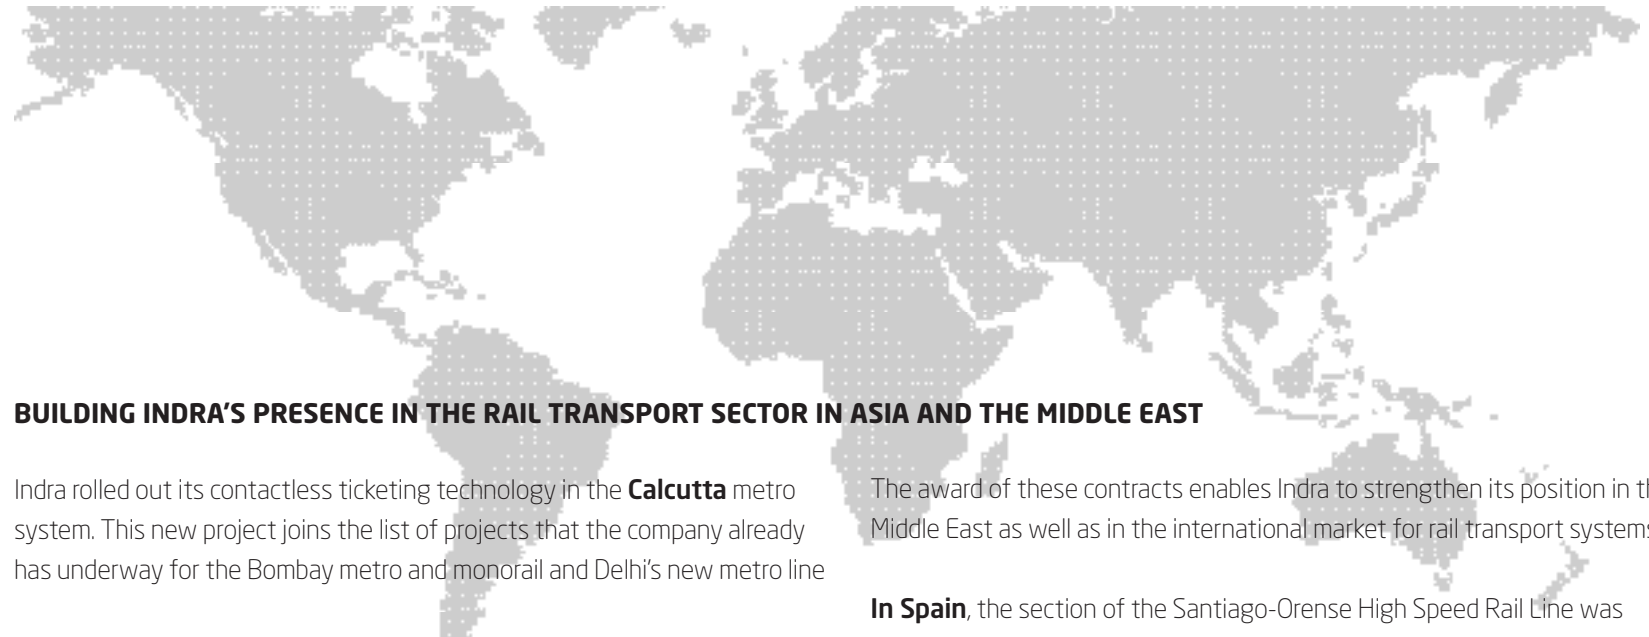 BUILDING INDRA'S PRESENCE IN THE RAIL TRANSPORT SECTOR IN ASIA AND THE MIDDLE EAST
Indra rolled out its contactless ticketing technology in the Calcutta metro
system. This new project joins the list of projects that the company already
has underway for the Bombay metro and monorail and Delhi's new metro line
The award of these contracts enables Indra to strengthen its position in
Middle East as well as in the international market for rail transport systems
In Spain, the section of the Santiago-Orense High Speed Rail Line was